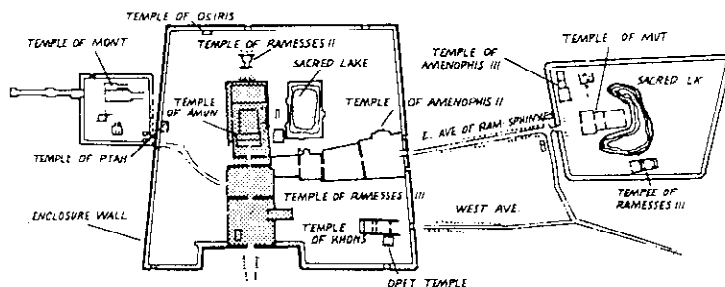 TEMPLE OF OSIRIS
TEMPLE OF MONT
TEMPLE OF RAMESSES II
SACRED LAKE
TEMPLE OF
AMENOPHIS III
TEMPLE OF MUT
SACRED LK
TEMPLE OF
AMUN
TEMPLE OF AMENOPHIS II
E. AVE OF RAM SPHINXES
TEMPLE OF PTAH
TEMPLE OF RAMESSES III
TEMPLE OF
RAMESSES III
ENCLOSURE WALL
TEMPLE
OF KHONS
WEST AVE.
OPET TEMPLE